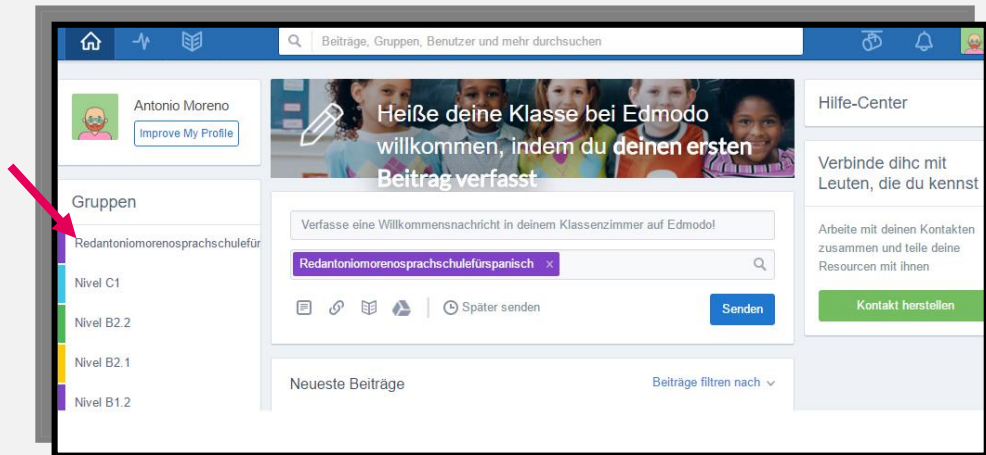 Beiträge, Gruppen, Benutzer und mehr durchsuchen
Antonio Moreno
Improve My Profile
Gruppen
Redantoniomorenosprachschulefür
Nivel C1
Nivel B2.2
Nivel B2.1
Nivel B1.2
Heiße deine Klasse bei Edmodo
willkommen, indem du deinen ersten
Beitrag verfasst
Verfasse eine Willkommensnachricht in deinem Klassenzimmer auf Edmodo!
Redantoniomorenosprachschulefürspanisch ×
Später senden
Senden
Neueste Beiträge
Beiträge filtren nach
Hilfe-Center
Verbinde dihc mit
Leuten, die du kennst
Arbeite mit deinen Kontakten
zusammen und teile deine
Resourcen mit ihnen
Kontakt herstellen